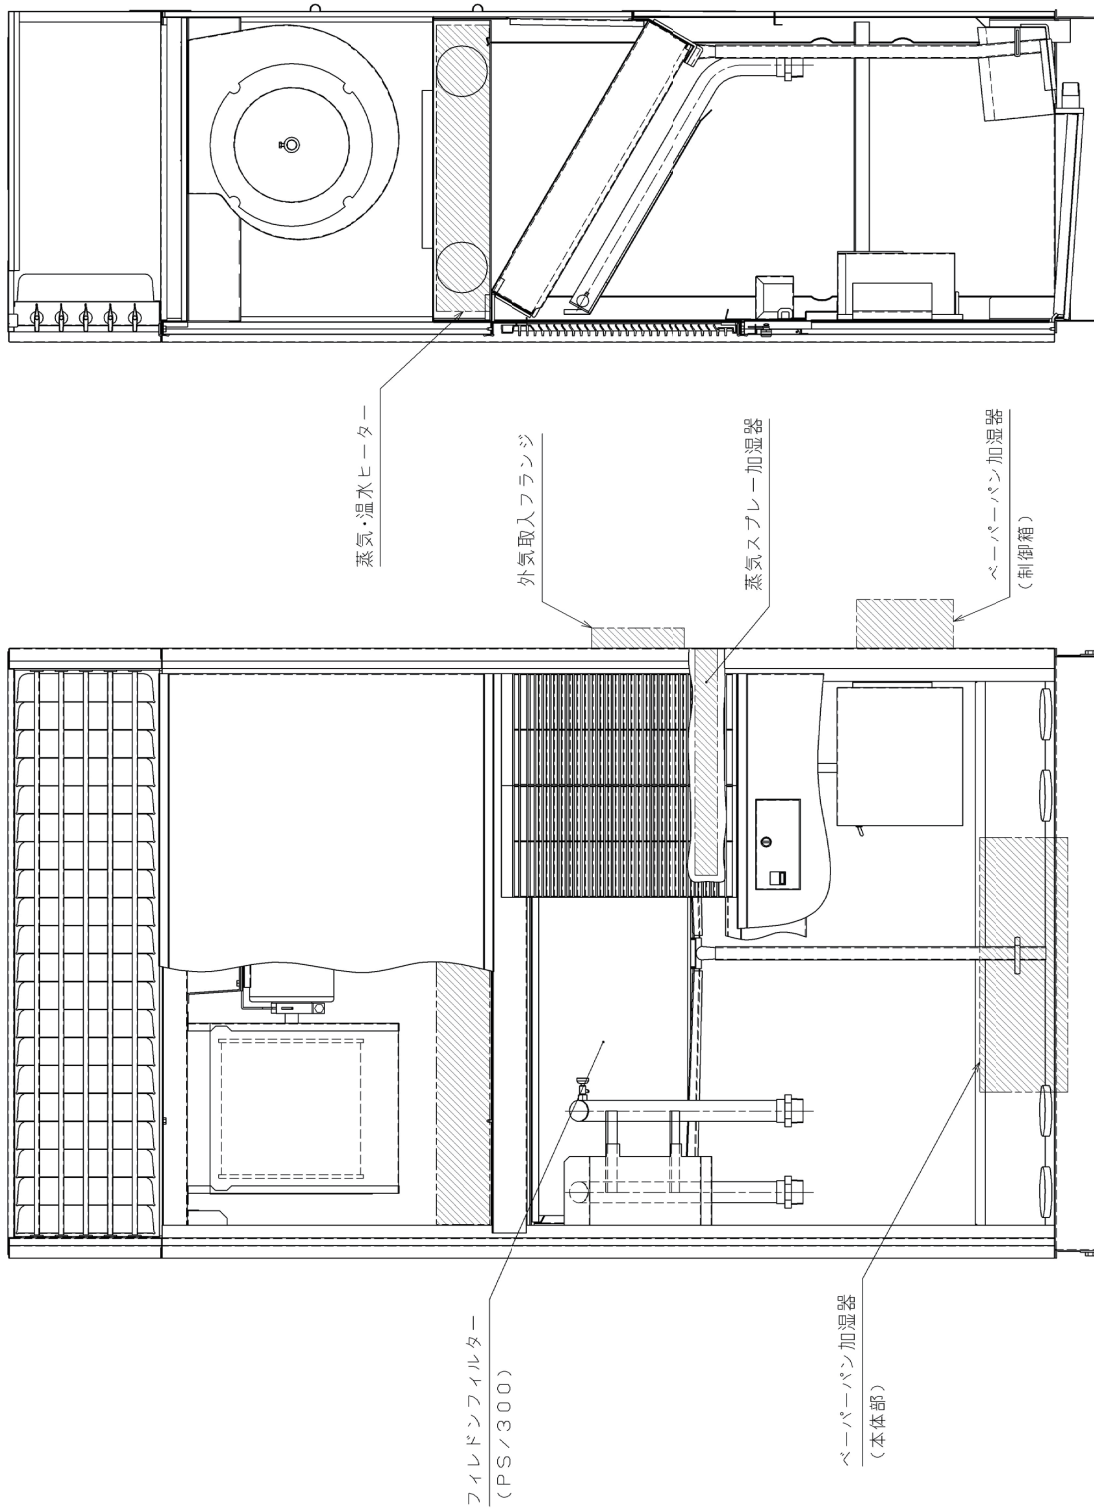 蒸気・温水ヒーター
外気取入フランジ
蒸気スプレー加湿器
ペーパーパン加湿器
（制御箱）
フィレドンフィルター
（ＰＳ／３００）
ペーパーパン加湿器
（本体部）